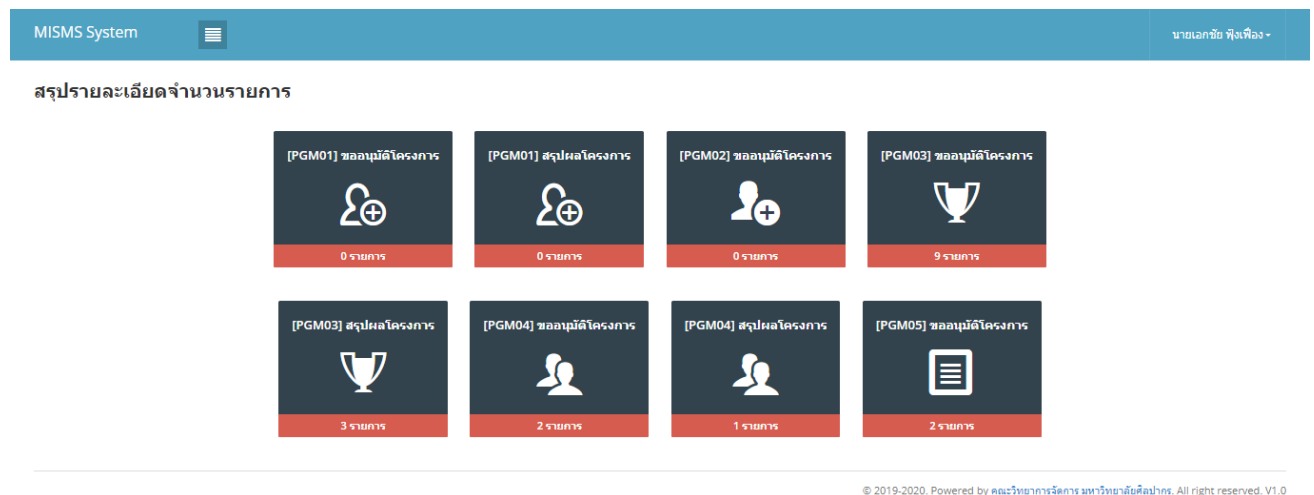 MISMS System
นายเอกชัย ฟุ้งเฟื่อง
สรุปรายละเอียดจำนวนรายการ
[PGM01] ขออนุมัติโครงการ
[PGM01] สรุปผลโครงการ
[PGM02] ขออนุมัติโครงการ
[PGM03] ขออนุมัติโครงการ
0 รายการ
0 รายการ
0 รายการ
9 รายการ
[PGM03] สรุปผลโครงการ
[PGM04] ขออนุมัติโครงการ
[PGM04] สรุปผลโครงการ
[PGM05] ขออนุมัติโครงการ
3 รายการ
2 รายการ
1 รายการ
2 รายการ
© 2019-2020. Powered by คณะวิทยาการจัดการ มหาวิทยาลัยศิลปากร. All right reserved. V1.0